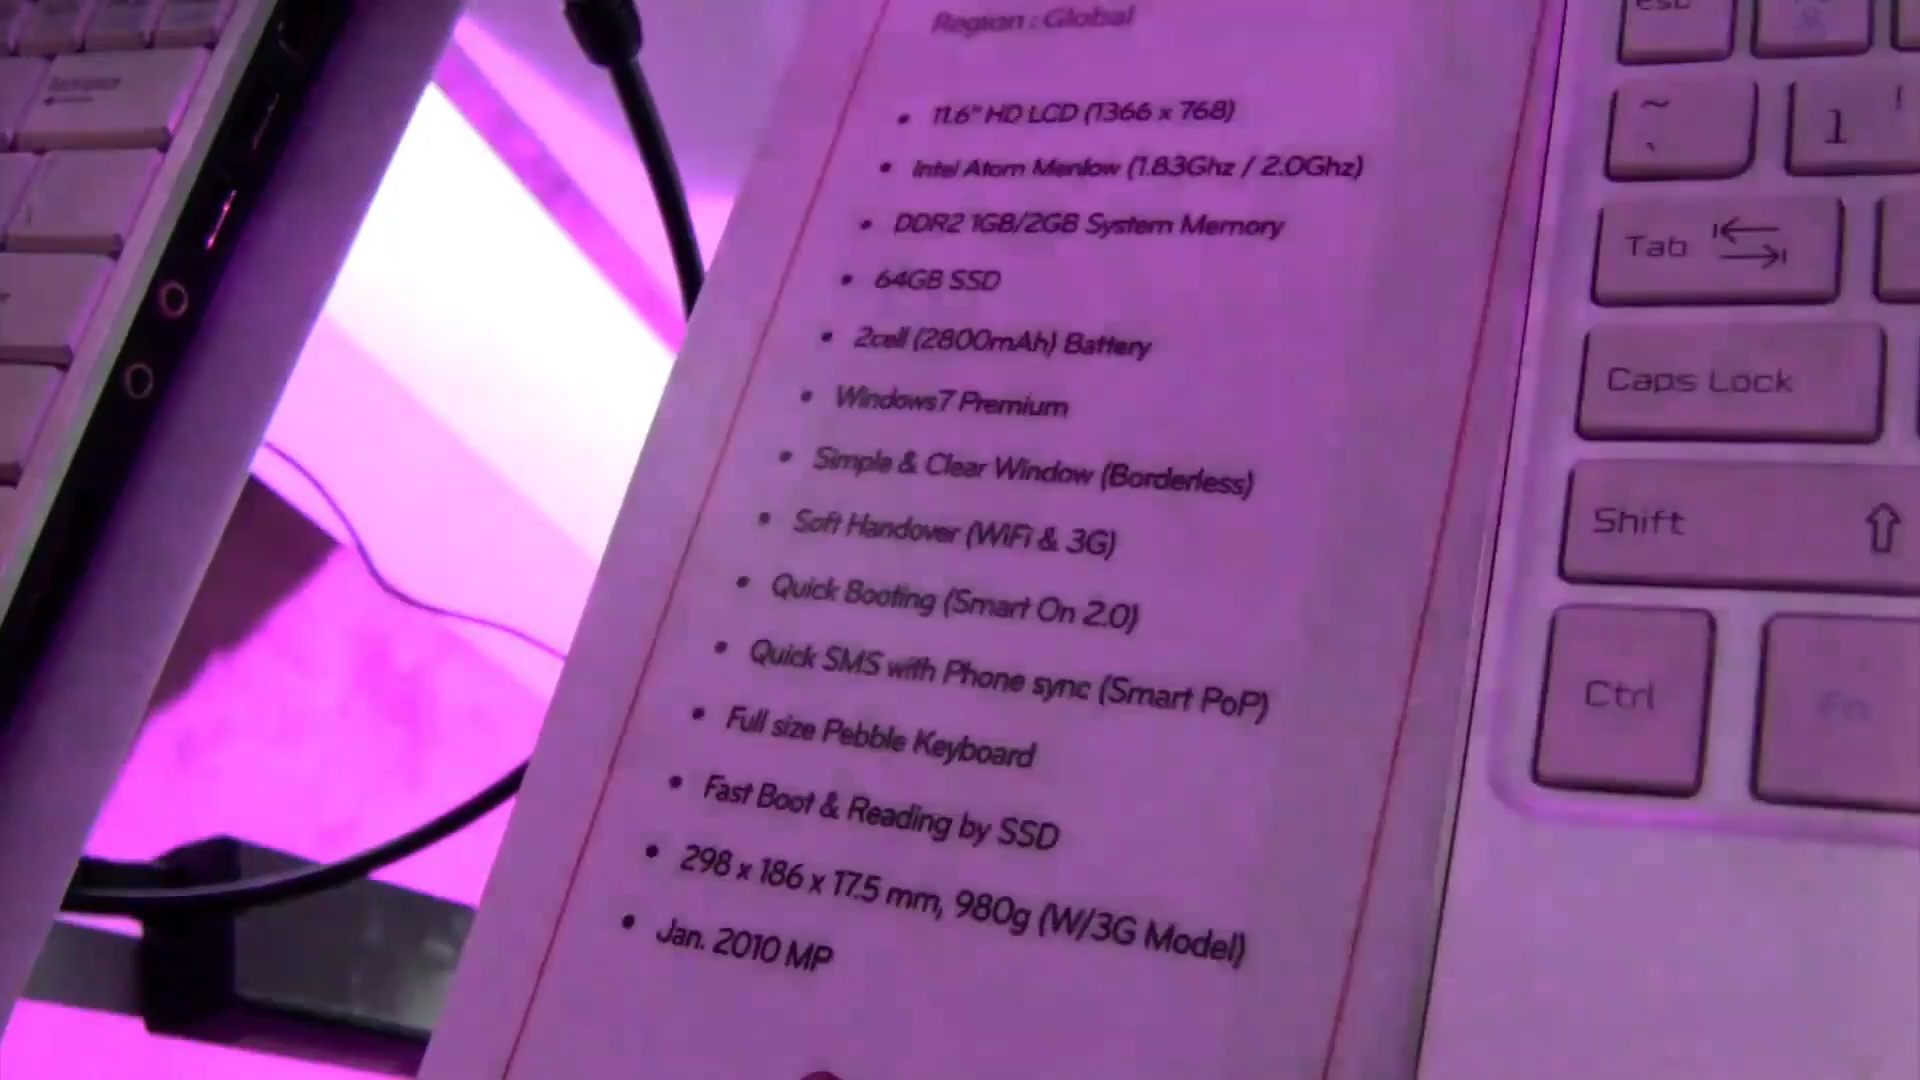 Region : Global
• 11.6" HD LCD (1366 x 768)
• Intel Atom Menlow (1.83Ghz / 2.0Ghz)
• DDR2 1GB/2GB System Memory
• 64GB SSD
• 2cell (2800mAh) Battery
• Windows7 Premium
• Simple & Clear Window (Borderless)
• Soft Handover (WiFi & 3G)
• Quick Booting (Smart On 2.0)
• Quick SMS with Phone sync (Smart PoP)
• Full size Pebble Keyboard
• Fast Boot & Reading by SSD
• 298 x 186 x 17.5 mm, 980g (W/3G Model)
• Jan. 2010 MP
Backspace
esc
~
`
1 !
Tab
Caps Lock
Shift
Ctrl
Fn